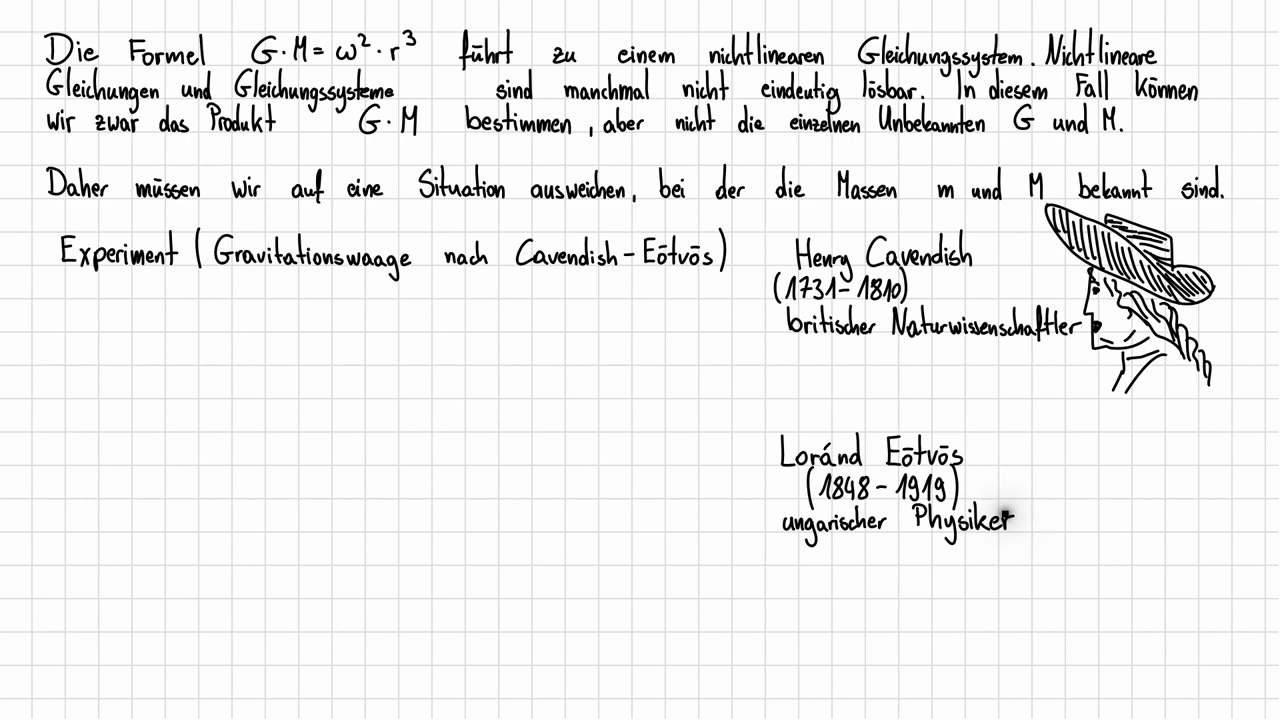 Die Formel G·M = ω²·r³ führt zu einem nichtlinearen Gleichungssystem. Nichtlineare
Gleichungen und Gleichungssysteme sind manchmal nicht eindeutig lösbar. In diesem Fall können
wir zwar das Produkt G·M bestimmen, aber nicht die einzelnen Unbekannten G und M.
Daher müssen wir auf eine Situation ausweichen, bei der die Massen m und M bekannt sind.
Experiment (Gravitationswaage nach Cavendish-Eötvös)
Henry Cavendish
(1731-1810)
britischer Naturwissenschaftler
Loránd Eötvös
(1848-1919)
ungarischer Physiker